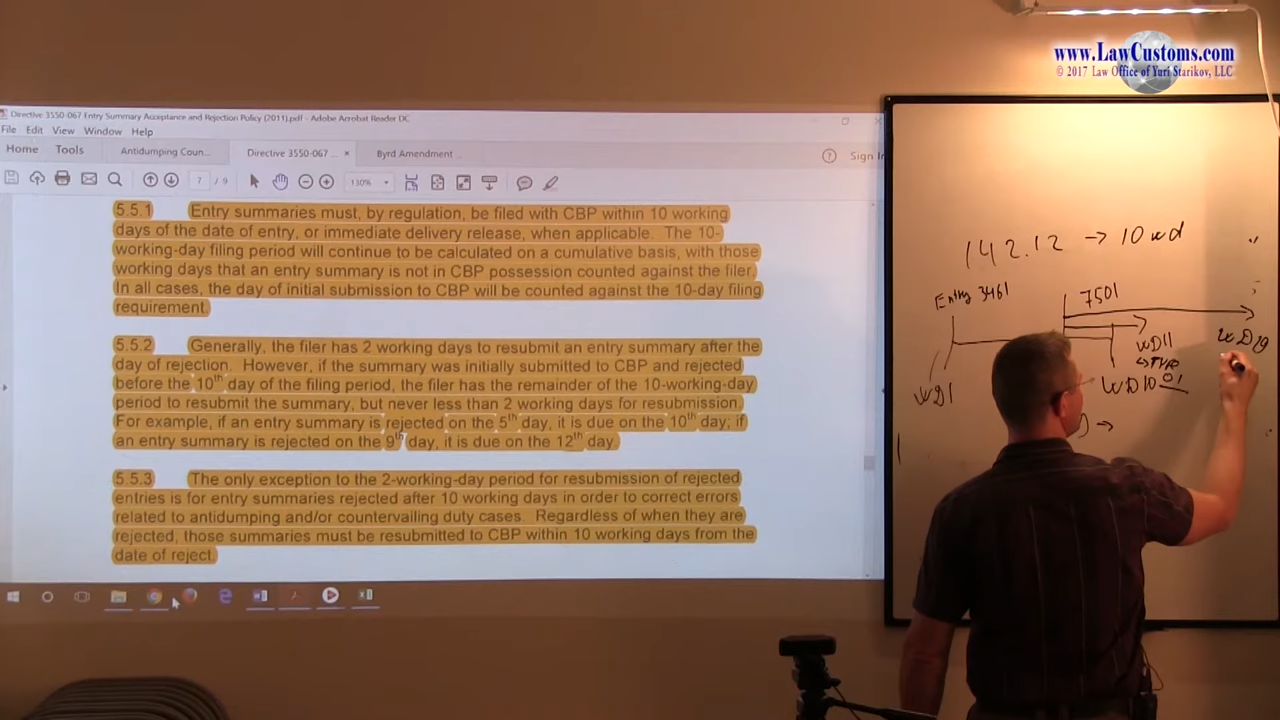 www.LawCustoms.com
© 2017 Law Office of Yuri Starikov, LLC
Directive 3550-067 Entry Summary Acceptance and Rejection Policy (2011).pdf - Adobe Acrobat Reader DC
File Edit View Window Help
Home Tools Antidumping Coun... Directive 3550-067 ... × Byrd Amendment ... Sign In
7 / 9 130%
5.5.1 Entry summaries must, by regulation, be filed with CBP within 10 working
days of the date of entry, or immediate delivery release, when applicable. The 10-
working-day filing period will continue to be calculated on a cumulative basis, with those
working days that an entry summary is not in CBP possession counted against the filer.
In all cases, the day of initial submission to CBP will be counted against the 10-day filing
requirement.
5.5.2 Generally, the filer has 2 working days to resubmit an entry summary after the
day of rejection. However, if the summary was initially submitted to CBP and rejected
before the 10th day of the filing period, the filer has the remainder of the 10-working-day
period to resubmit the summary, but never less than 2 working days for resubmission.
For example, if an entry summary is rejected on the 5th day, it is due on the 10th day; if
an entry summary is rejected on the 9th day, it is due on the 12th day.
5.5.3 The only exception to the 2-working-day period for resubmission of rejected
entries is for entry summaries rejected after 10 working days in order to correct errors
related to antidumping and/or countervailing duty cases. Regardless of when they are
rejected, those summaries must be resubmitted to CBP within 10 working days from the
date of reject.
142.12 → 10 wd
Entry 3461
7501
WD11
WD1
WD10